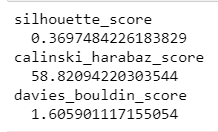 silhouette_score
0.3697484226183829
calinski_harabaz_score
58.82094220303544
davies_bouldin_score
1.605901117155054